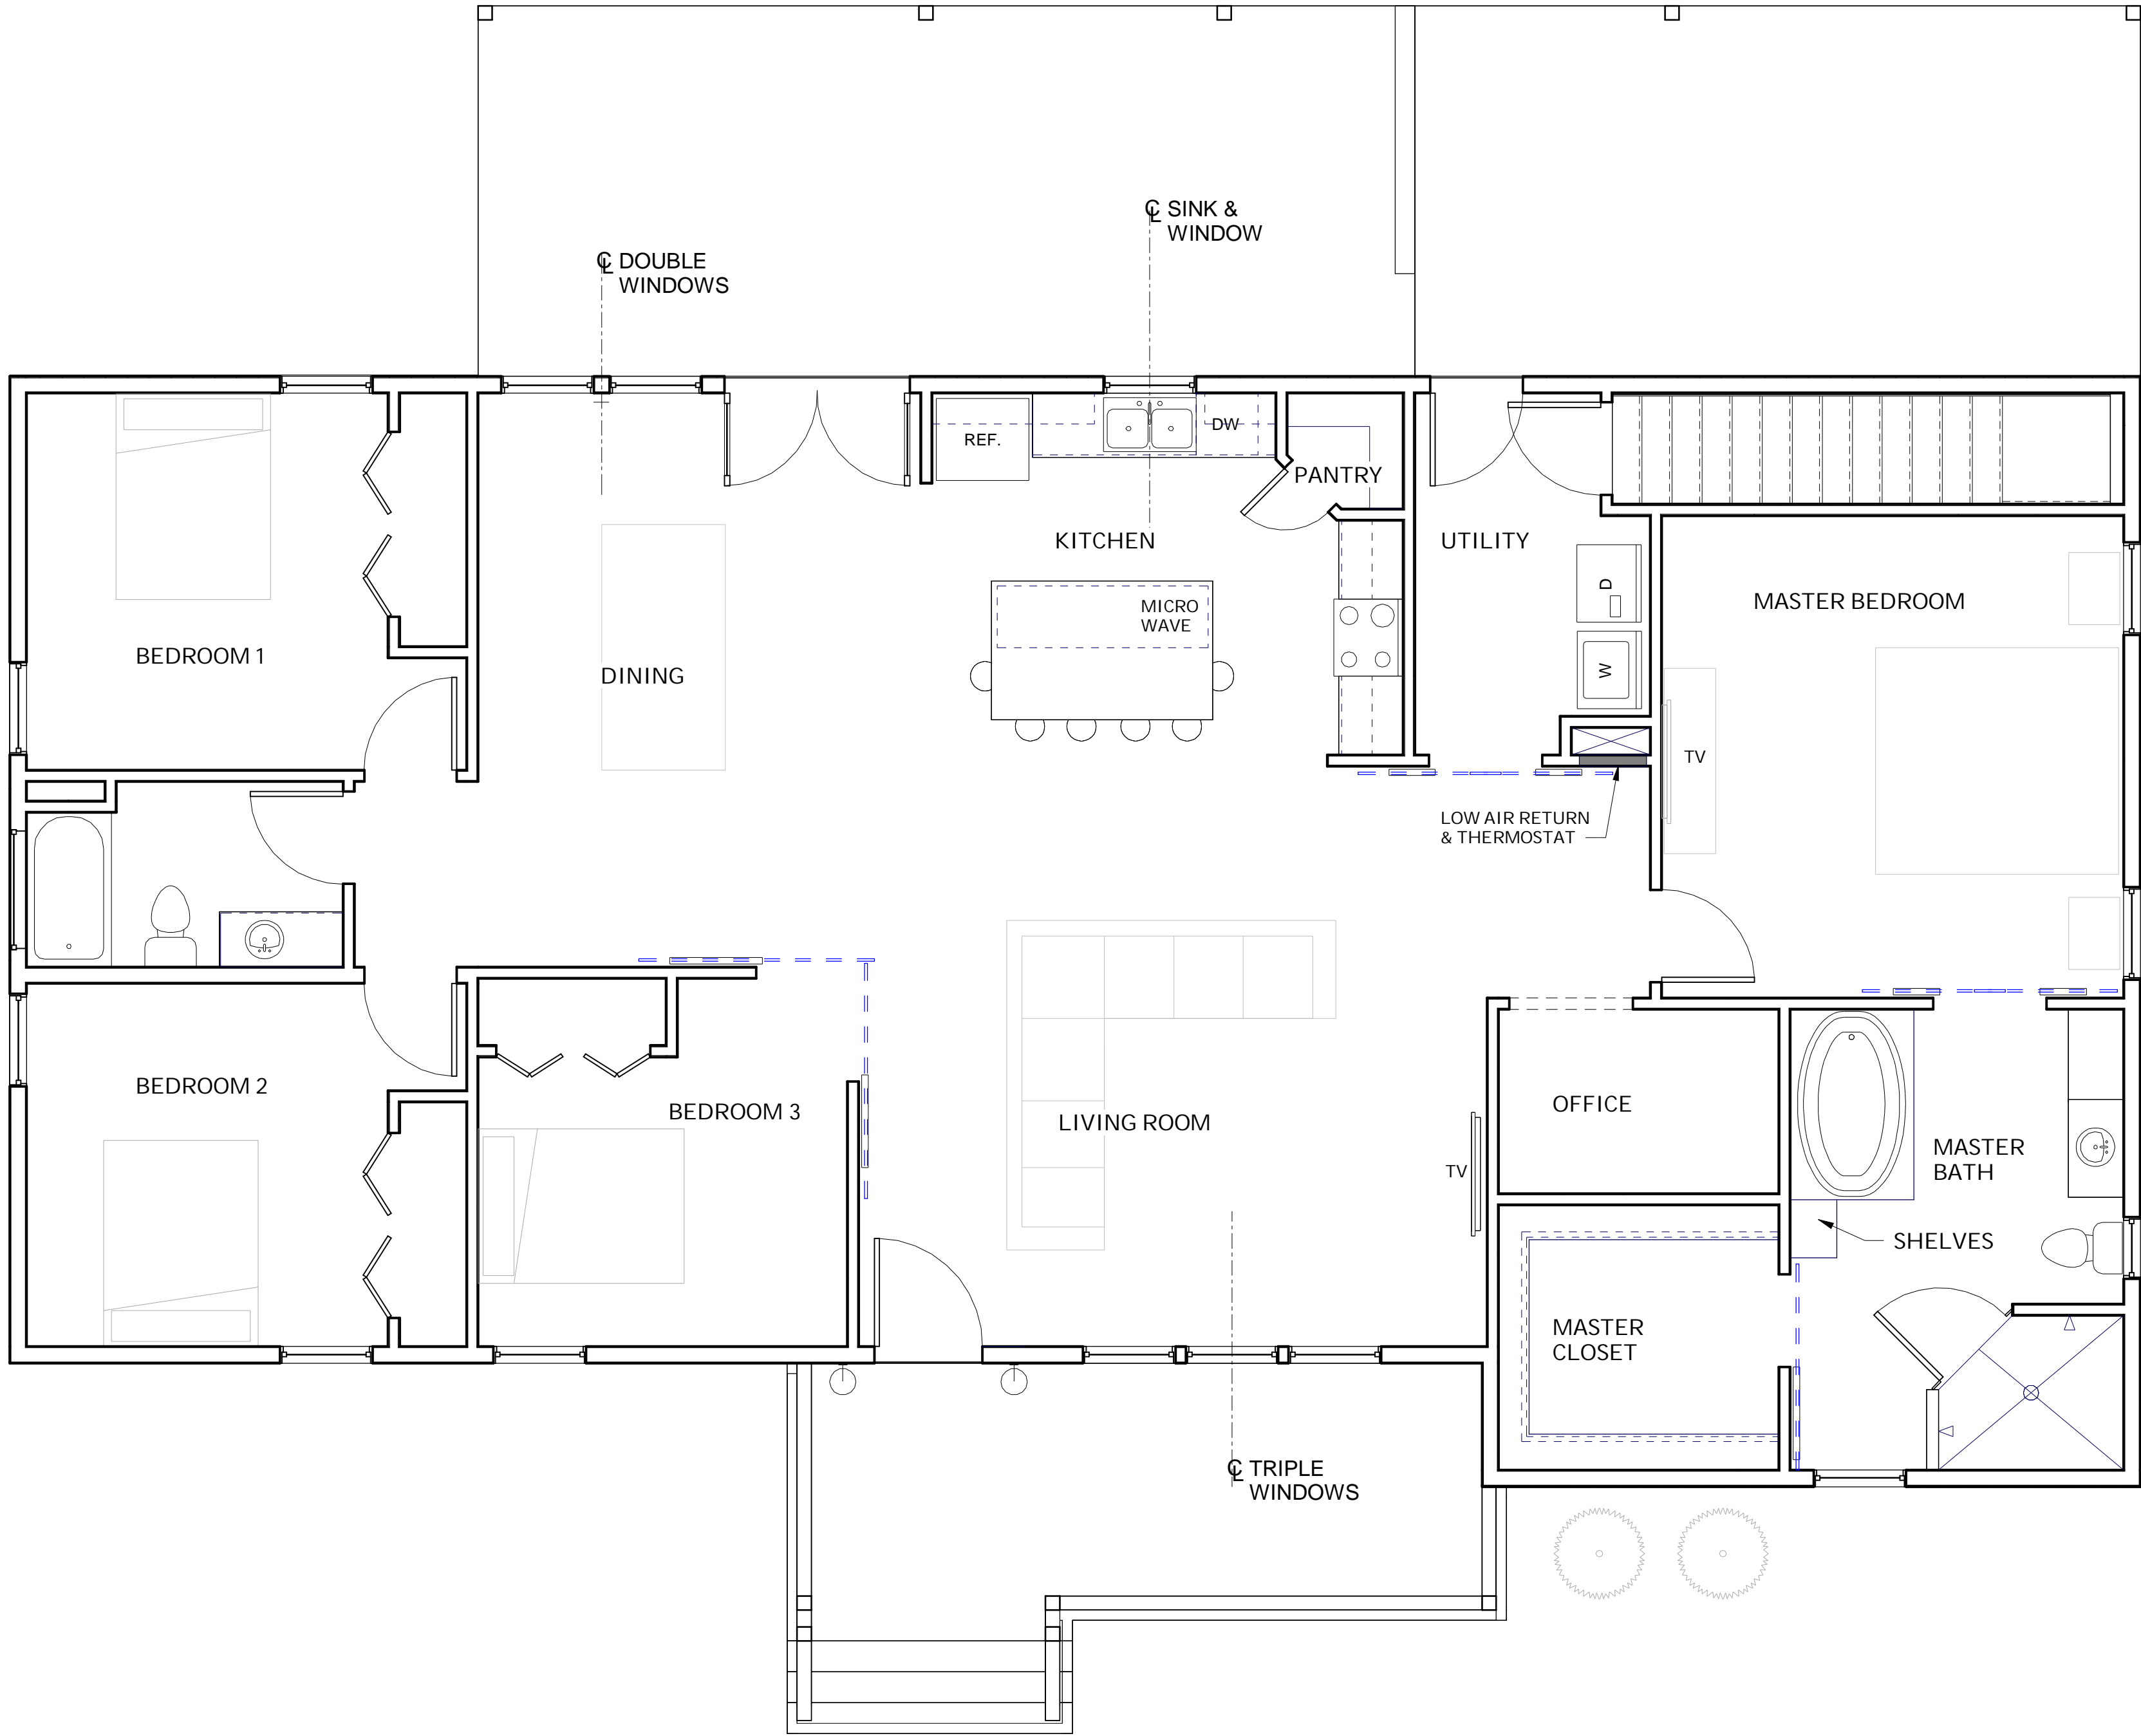 ℄ SINK &
WINDOW
℄ DOUBLE
WINDOWS
REF.
DW
PANTRY
KITCHEN
UTILITY
D
MICRO
WAVE
MASTER BEDROOM
BEDROOM 1
DINING
W
TV
LOW AIR RETURN
& THERMOSTAT
BEDROOM 2
BEDROOM 3
LIVING ROOM
OFFICE
TV
MASTER
BATH
SHELVES
MASTER
CLOSET
℄ TRIPLE
WINDOWS